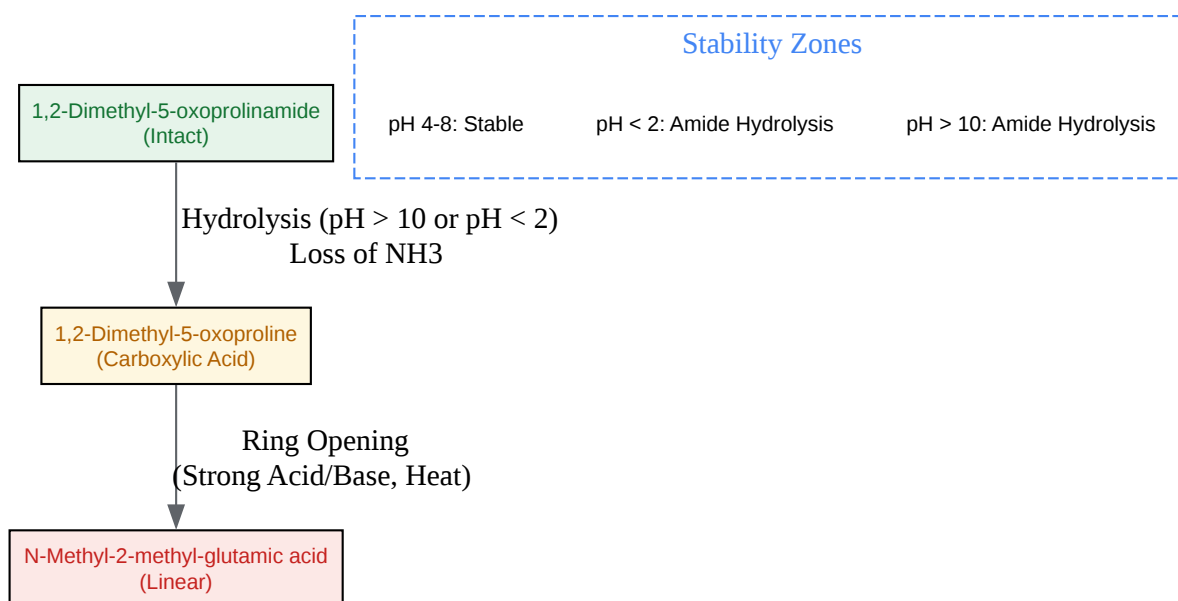 Stability Zones
1,2-Dimethyl-5-oxoprolinamide
(Intact)
pH 4-8: Stable
pH < 2: Amide Hydrolysis
pH > 10: Amide Hydrolysis
Hydrolysis (pH > 10 or pH < 2)
Loss of NH3
1,2-Dimethyl-5-oxoproline
(Carboxylic Acid)
Ring Opening
(Strong Acid/Base, Heat)
N-Methyl-2-methyl-glutamic acid
(Linear)